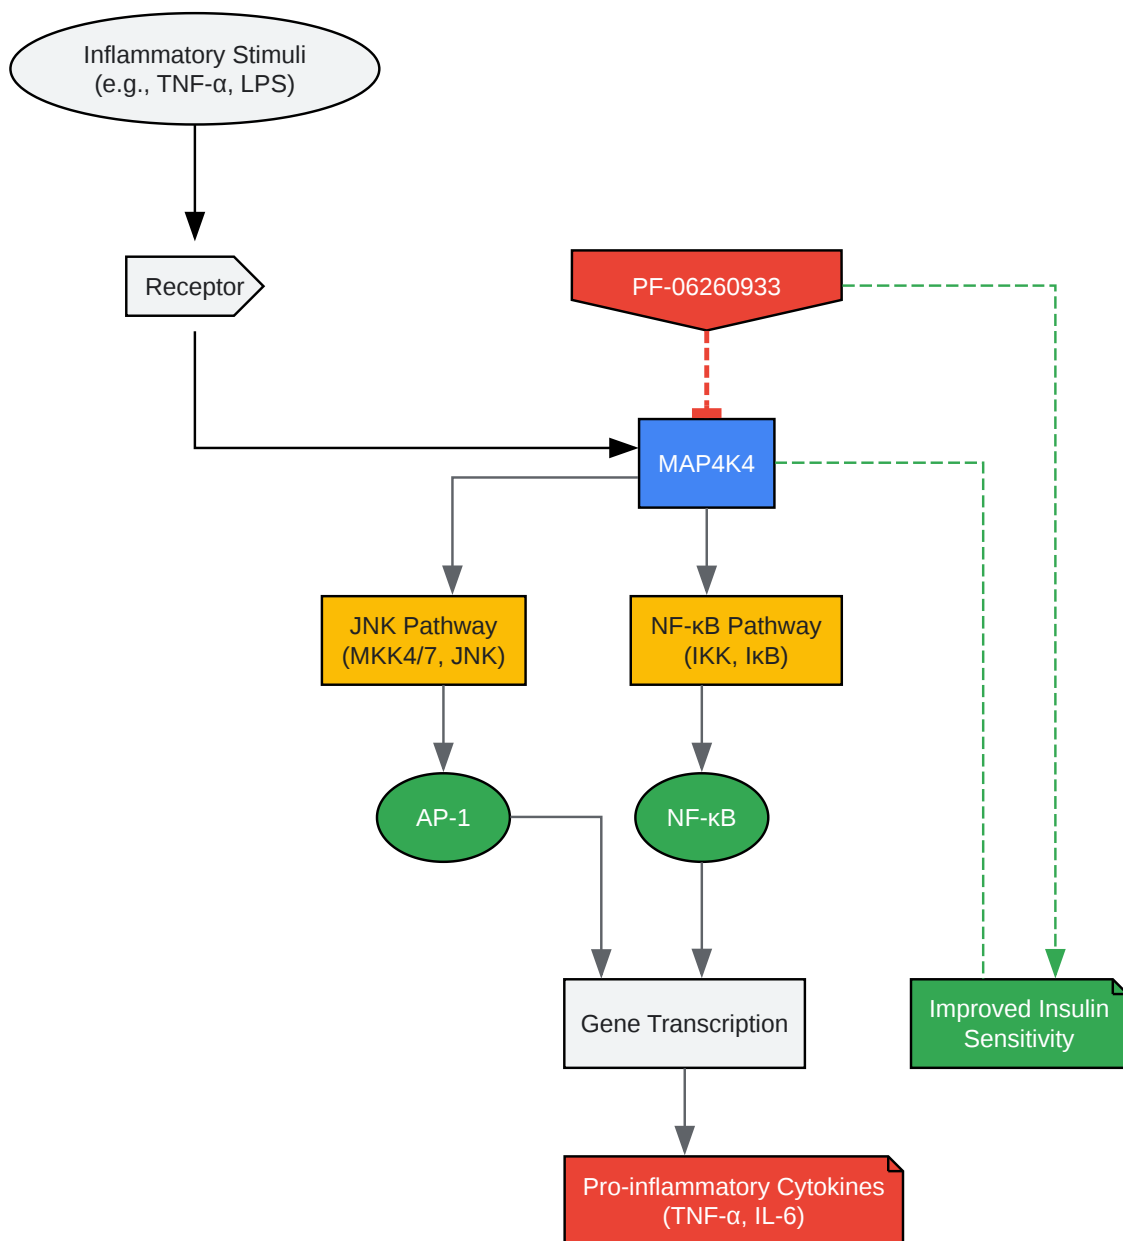 Inflammatory Stimuli
(e.g., TNF-α, LPS)
Receptor
PF-06260933
MAP4K4
JNK Pathway
(MKK4/7, JNK)
NF-κB Pathway
(IKK, IκB)
AP-1
NF-κB
Gene Transcription
Improved Insulin
Sensitivity
Pro-inflammatory Cytokines
(TNF-α, IL-6)